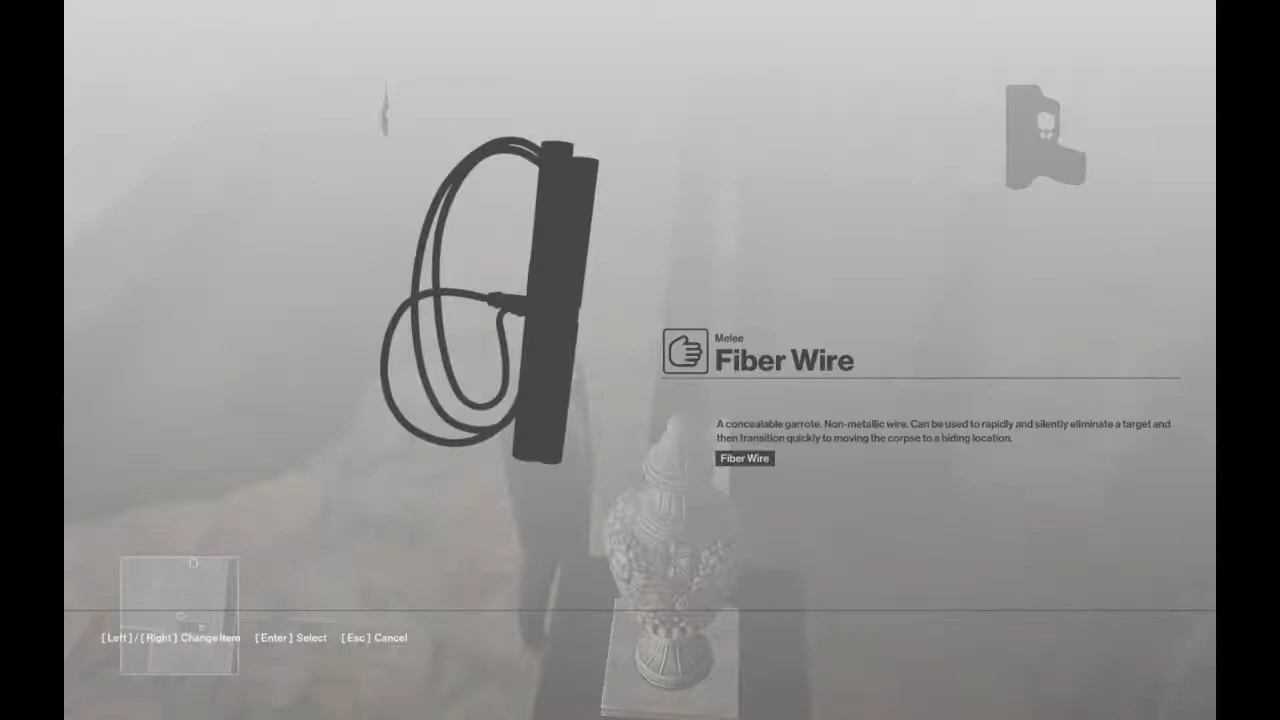 Melee
Fiber Wire
A concealable garrote. Non-metallic wire. Can be used to rapidly and silently eliminate a target and
then transition quickly to moving the corpse to a hiding location.
Fiber Wire
N
[ Left ] / [ Right ] Change Item [ Enter ] Select [ Esc ] Cancel